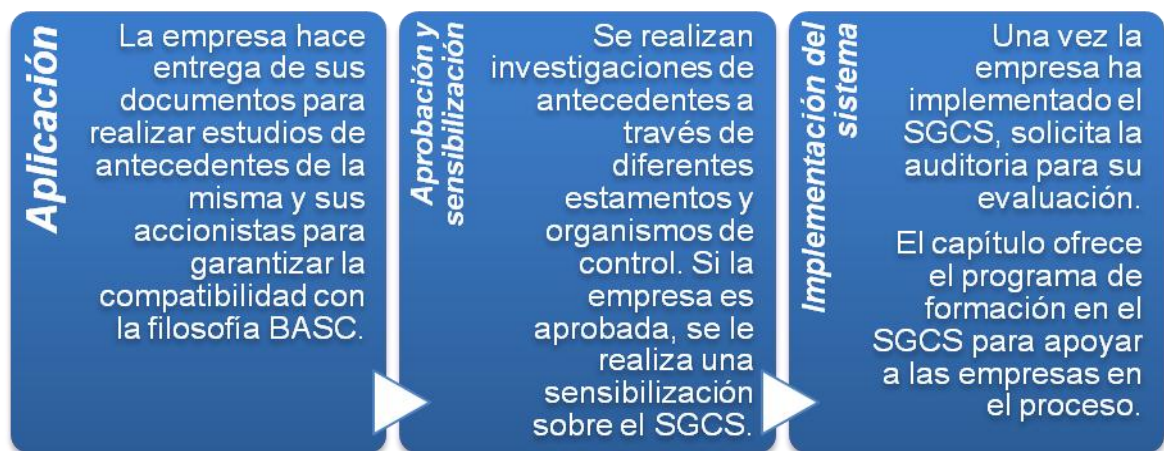 Aplicación
La empresa hace
entrega de sus
documentos para
realizar estudios de
antecedentes de la
misma y sus
accionistas para
garantizar la
compatibilidad con
la filosofía BASC.
Aprobación y
sensibilización
Se realizan
investigaciones de
antecedentes a
través de
diferentes
estamentos y
organismos de
control. Si la
empresa es
aprobada, se le
realiza una
sensibilización
sobre el SGCS.
Implementación del
sistema
Una vez la
empresa ha
implementado el
SGCS, solicita la
auditoria para su
evaluación.
El capítulo ofrece
el programa de
formación en el
SGCS para apoyar
a las empresas en
el proceso.